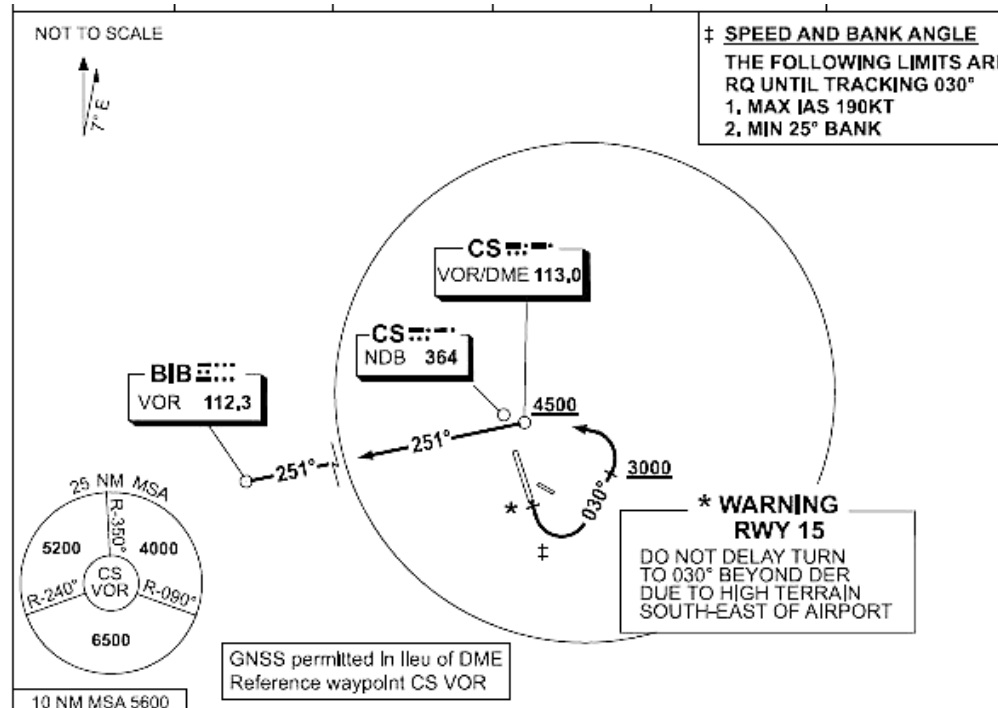 NOT TO SCALE
7° E
‡ SPEED AND BANK ANGLE
THE FOLLOWING LIMITS ARE
RQ UNTIL TRACKING 030°
1. MAX IAS 190KT
2. MIN 25° BANK
CS
VOR/DME 113.0
CS
NDB 364
BIB
VOR 112.3
4500
251°
251°
3000
030°
*
‡
* WARNING
RWY 15
DO NOT DELAY TURN
TO 030° BEYOND DER
DUE TO HIGH TERRAIN
SOUTH-EAST OF AIRPORT
25 NM MSA
R-350°
5200
4000
CS
VOR
R-240°
R-090°
6500
GNSS permitted in lieu of DME
Reference waypoint CS VOR
10 NM MSA 5600